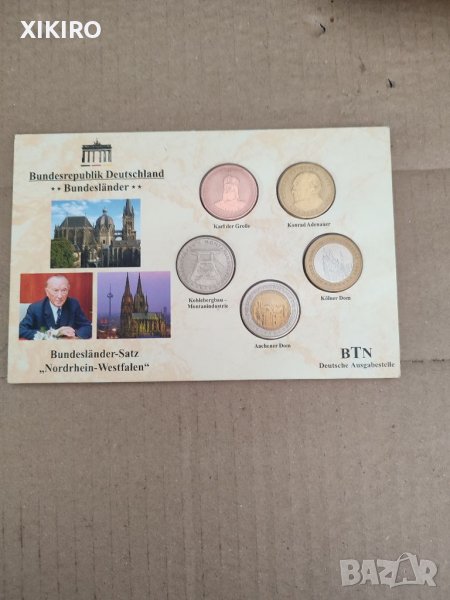 XIKIRO
Bundesrepublik Deutschland
** Bundesländer **
Karl der Große
Konrad Adenauer
Kohlebergbau –
Montanindustrie
Kölner Dom
Aachener Dom
Bundesländer-Satz
„Nordrhein-Westfalen“
BTN
Deutsche Ausgabestelle
BAZAR